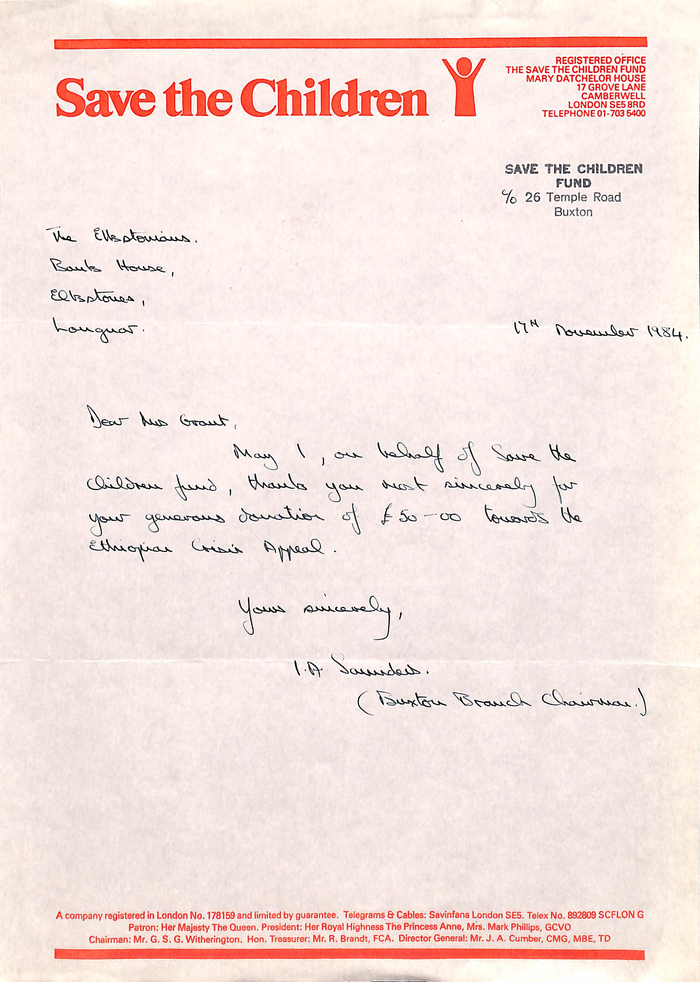 Save the Children
REGISTERED OFFICE
THE SAVE THE CHILDREN FUND
MARY DATCHELOR HOUSE
17 GROVE LANE
CAMBERWELL
LONDON SE5 8RD
TELEPHONE 01-703 5400
SAVE THE CHILDREN
FUND
c/o 26 Temple Road
Buxton
The Elkstonians.
Bank House,
Elkstones,
Longnor.
17th November 1984.
Dear Mrs Grant,
May I, on behalf of Save the
Children fund, thank you most sincerely for
your generous donation of £50-00 towards the
Ethiopian Crisis Appeal.
Yours sincerely,
I.A. Saunders.
(Buxton Branch Chairman.)
A company registered in London No. 178159 and limited by guarantee. Telegrams & Cables: Savinfana London SE5. Telex No. 892809 SCFLON G
Patron: Her Majesty The Queen. President: Her Royal Highness The Princess Anne, Mrs. Mark Phillips, GCVO
Chairman: Mr. G. S. G. Witherington. Hon. Treasurer: Mr. R. Brandt, FCA. Director General: Mr. J. A. Cumber, CMG, MBE, TD